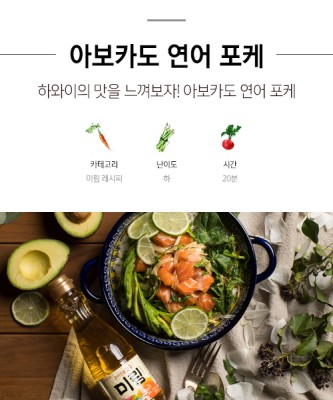 아보카도 연어 포케
하와이의 맛을 느껴보자! 아보카도 연어 포케
카테고리 난이도 시간
미림 레시피 하 20분
미림